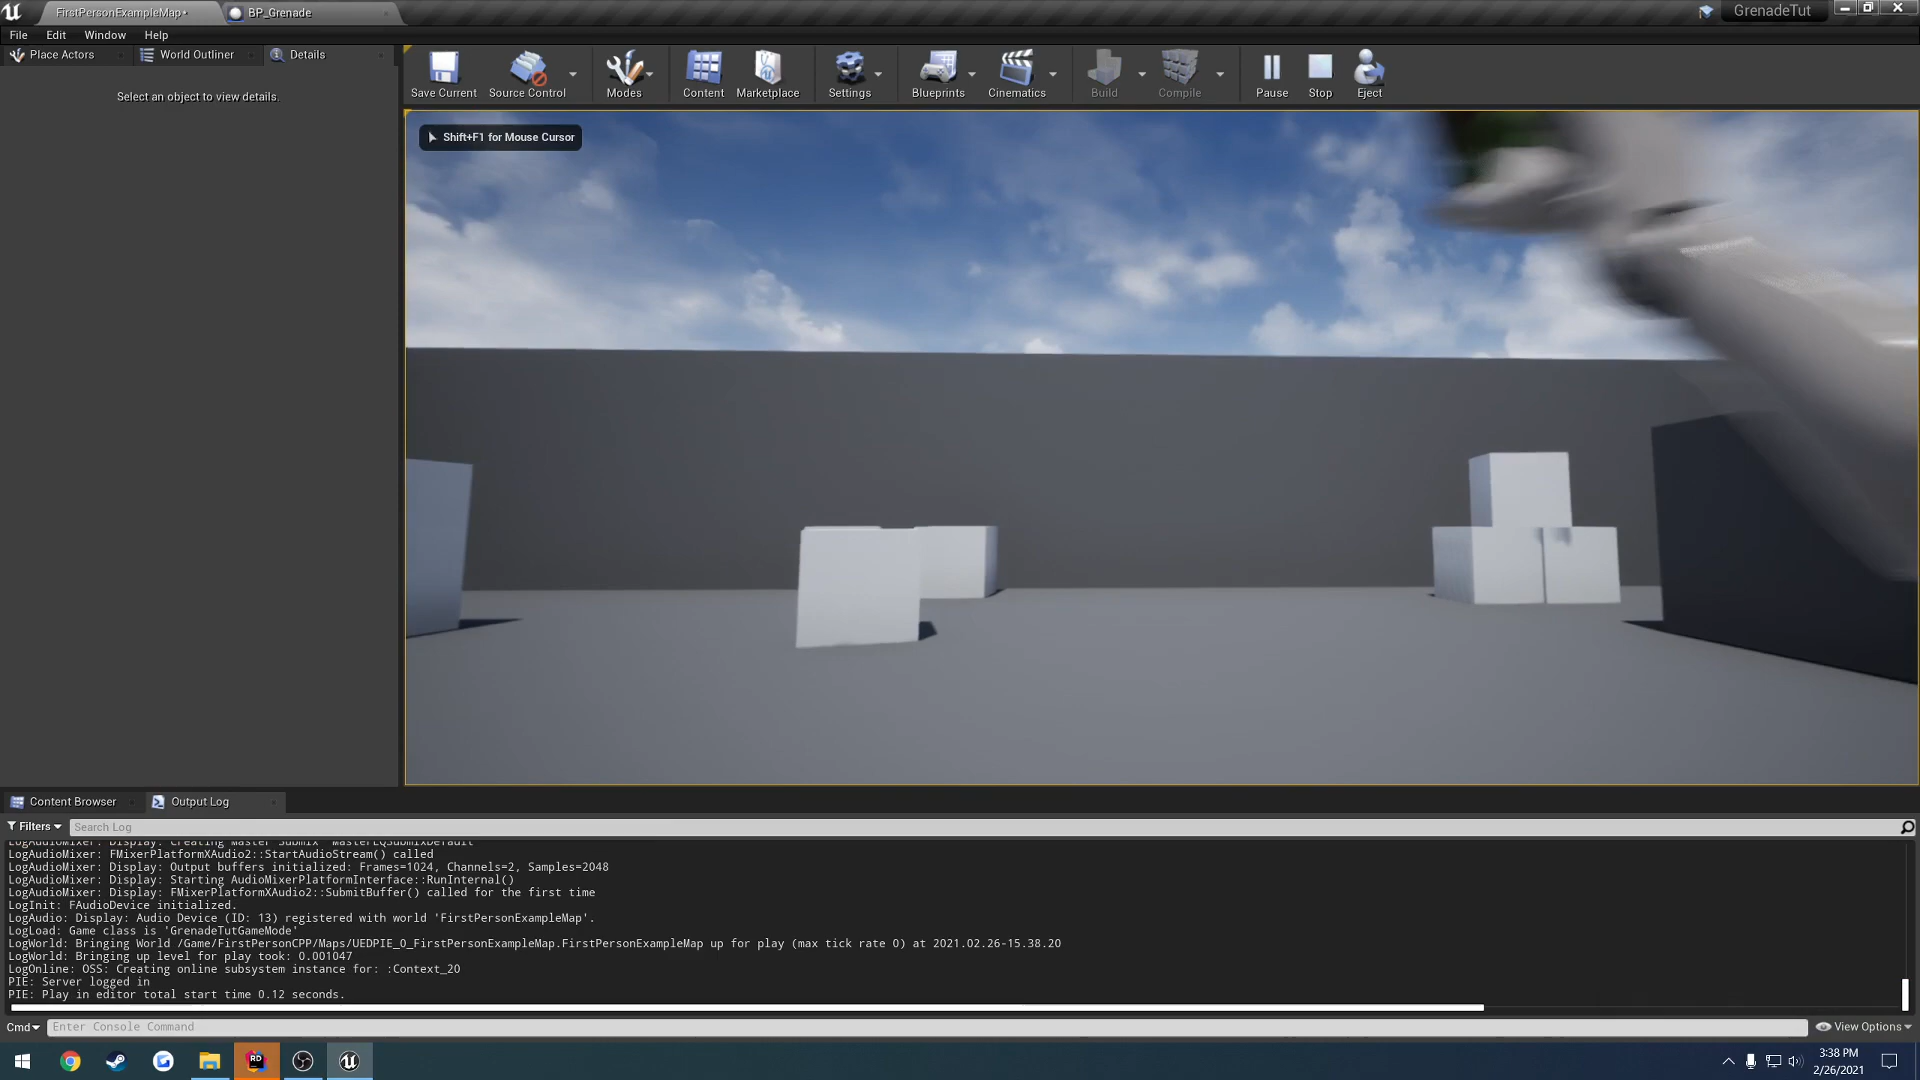 FirstPersonExampleMap•
BP_Grenade
GrenadeTut
File Edit Window Help
Place Actors World Outliner Details
Select an object to view details.
Save Current Source Control Modes Content Marketplace Settings Blueprints Cinematics Build Compile Pause Stop Eject
Shift+F1 for Mouse Cursor
Content Browser Output Log
Filters Search Log
LogAudioMixer: Display: Creating Master Submix 'MasterEQSubmixDefault'
LogAudioMixer: FMixerPlatformXAudio2::StartAudioStream() called
LogAudioMixer: Display: Output buffers initialized: Frames=1024, Channels=2, Samples=2048
LogAudioMixer: Display: Starting AudioMixerPlatformInterface::RunInternal()
LogAudioMixer: Display: FMixerPlatformXAudio2::SubmitBuffer() called for the first time
LogInit: FAudioDevice initialized.
LogAudio: Display: Audio Device (ID: 13) registered with world 'FirstPersonExampleMap'.
LogLoad: Game class is 'GrenadeTutGameMode'
LogWorld: Bringing World /Game/FirstPersonCPP/Maps/UEDPIE_0_FirstPersonExampleMap.FirstPersonExampleMap up for play (max tick rate 0) at 2021.02.26-15.38.20
LogWorld: Bringing up level for play took: 0.001047
LogOnline: OSS: Creating online subsystem instance for: :Context_20
PIE: Server logged in
PIE: Play in editor total start time 0.12 seconds.
Cmd Enter Console Command View Options
RD
3:38 PM
2/26/2021